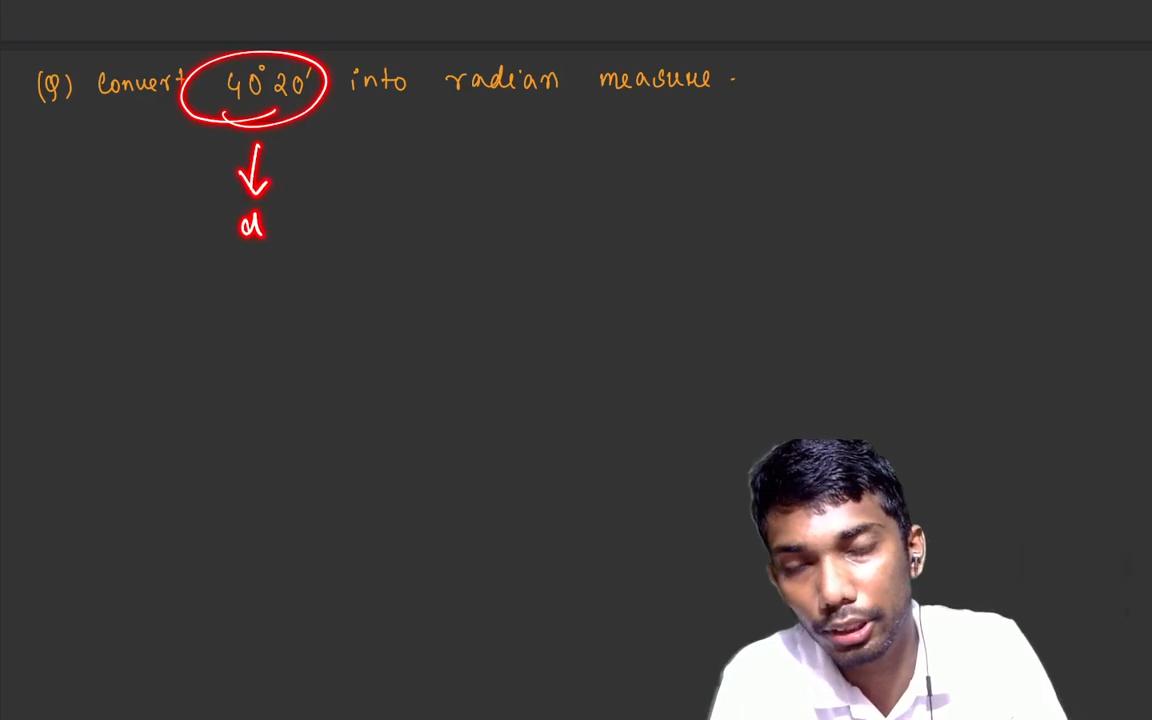 (Q) Convert 40° 20′ into radian measure.
d